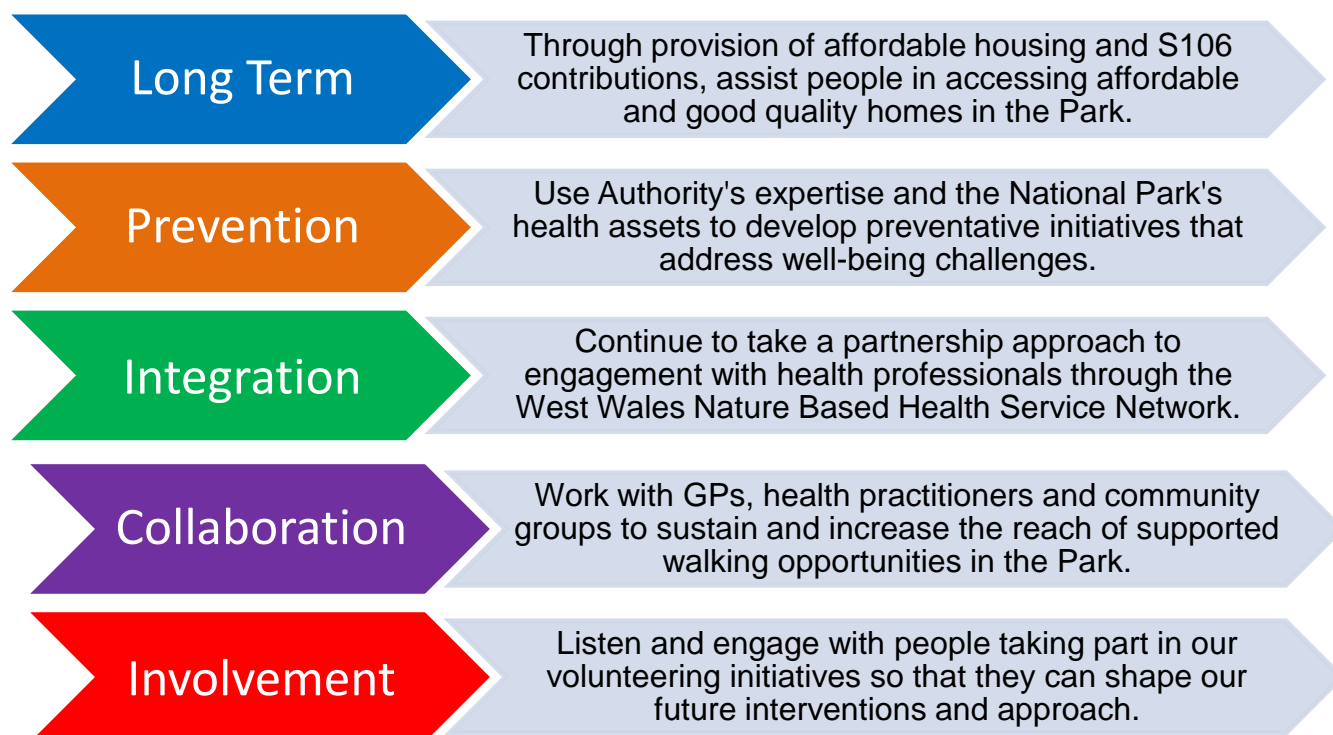 Long Term
Through provision of affordable housing and S106
contributions, assist people in accessing affordable
and good quality homes in the Park.
Prevention
Use Authority's expertise and the National Park's
health assets to develop preventative initiatives that
address well-being challenges.
Integration
Continue to take a partnership approach to
engagement with health professionals through the
West Wales Nature Based Health Service Network.
Collaboration
Work with GPs, health practitioners and community
groups to sustain and increase the reach of supported
walking opportunities in the Park.
Involvement
Listen and engage with people taking part in our
volunteering initiatives so that they can shape our
future interventions and approach.